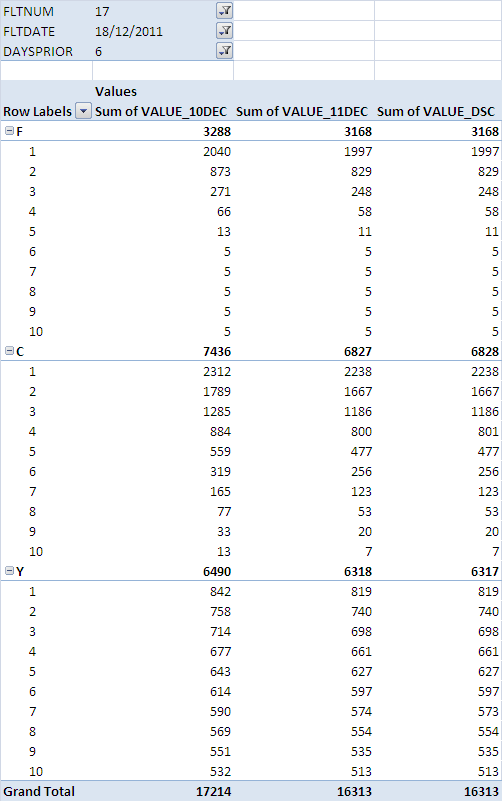 FLTNUM 17
FLTDATE 18/12/2011
DAYSPRIOR 6
Values
Row Labels Sum of VALUE_10DEC Sum of VALUE_11DEC Sum of VALUE_DSC
F 3288 3168 3168
1 2040 1997 1997
2 873 829 829
3 271 248 248
4 66 58 58
5 13 11 11
6 5 5 5
7 5 5 5
8 5 5 5
9 5 5 5
10 5 5 5
C 7436 6827 6828
1 2312 2238 2238
2 1789 1667 1667
3 1285 1186 1186
4 884 800 801
5 559 477 477
6 319 256 256
7 165 123 123
8 77 53 53
9 33 20 20
10 13 7 7
Y 6490 6318 6317
1 842 819 819
2 758 740 740
3 714 698 698
4 677 661 661
5 643 627 627
6 614 597 597
7 590 574 573
8 569 554 554
9 551 535 535
10 532 513 513
Grand Total 17214 16313 16313